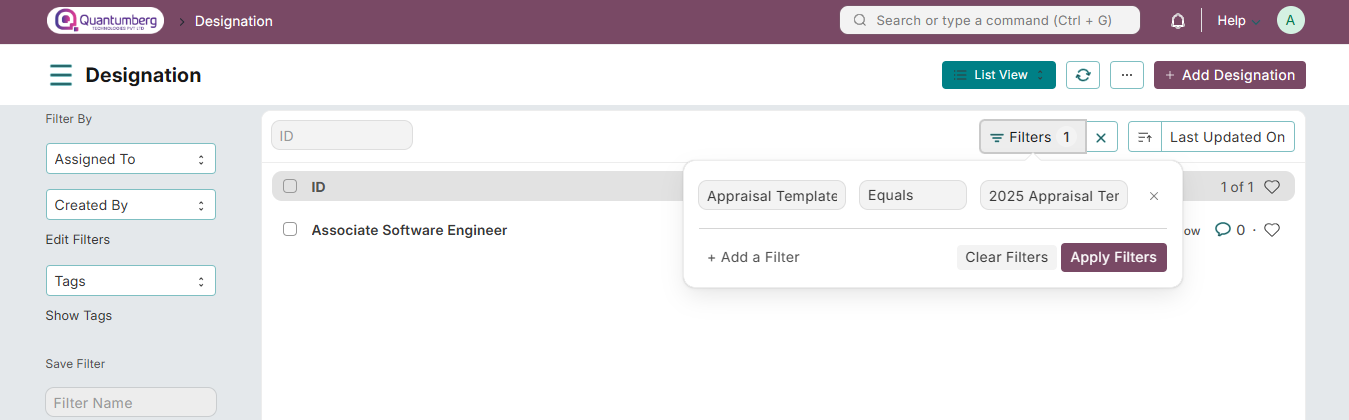 Quantumberg
TECHNOLOGIES PVT LTD
Designation
Search or type a command (Ctrl + G)
Help
A
Designation
List View
Add Designation
Filter By
Assigned To
Created By
Edit Filters
Tags
Show Tags
Save Filter
Filter Name
ID
Filters 1
Last Updated On
ID
1 of 1
Associate Software Engineer
ow
0 ·
Appraisal Template
Equals
2025 Appraisal Ter
+ Add a Filter
Clear Filters
Apply Filters